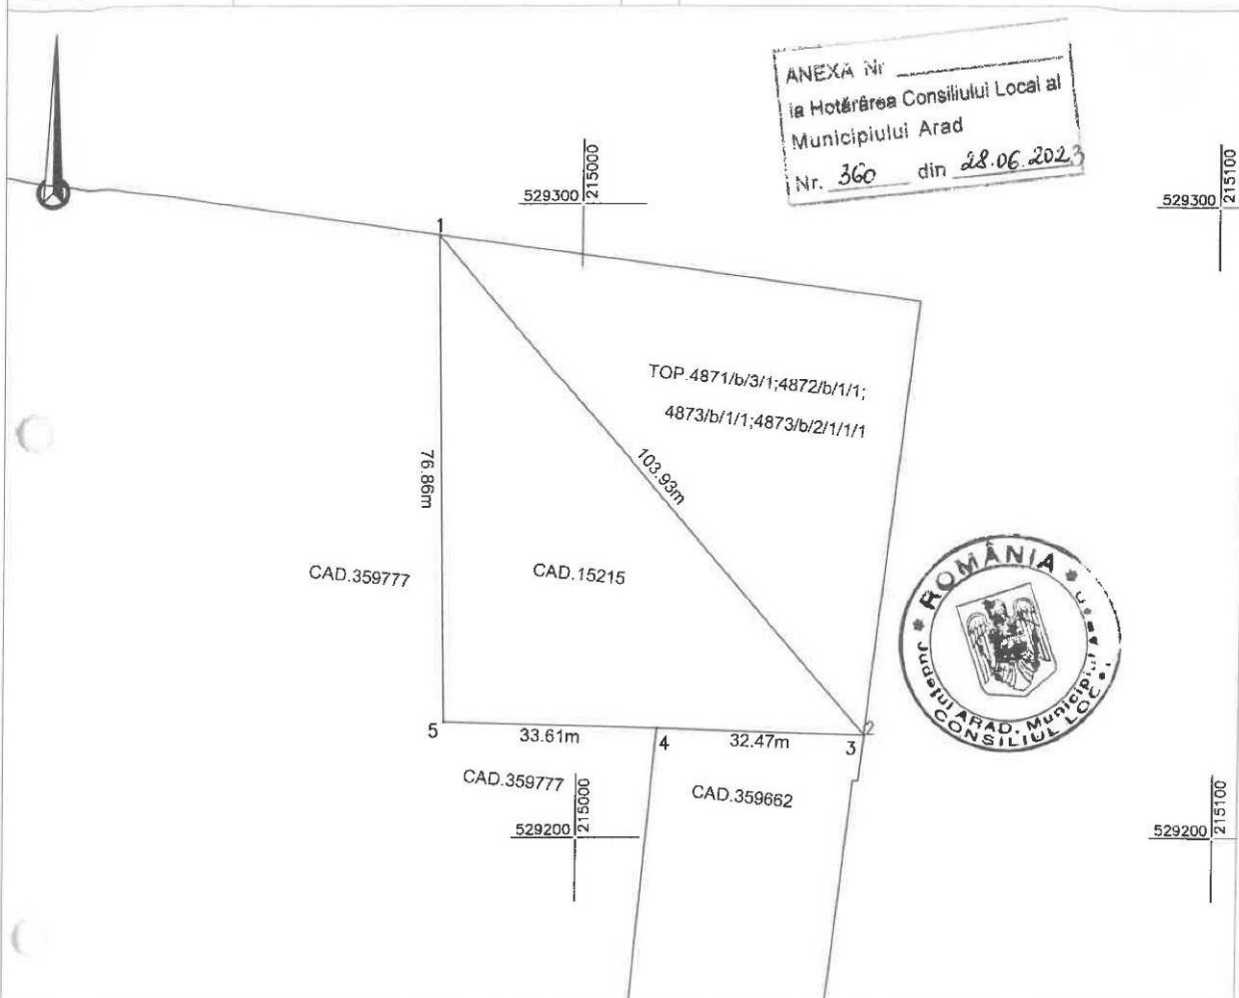 ANEXA Nr
la Hotărârea Consiliului Local al
Municipiului Arad
Nr. 360 din 28.06.2023
529300
215000
529300
215100
1
TOP.4871/b/3/1;4872/b/1/1;
4873/b/1/1;4873/b/2/1/1/1
76.86m
103.93m
CAD.359777
CAD.15215
ROMÂNIA
Județul ARAD, Municipiul
CONSILIUL LOCAL
5
33.61m
4
32.47m
3
2
CAD.359777
CAD.359662
529200
215000
529200
215100